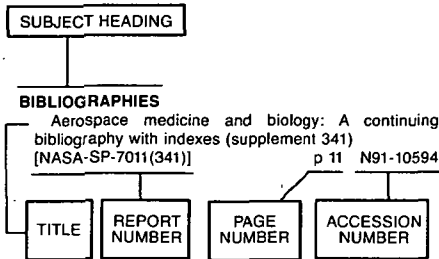 SUBJECT HEADING
BIBLIOGRAPHIES
Aerospace medicine and biology: A continuing
bibliography with indexes (supplement 341)
[NASA-SP-7011(341)] p 11 N91-10594
TITLE
REPORT
NUMBER
PAGE
NUMBER
ACCESSION
NUMBER